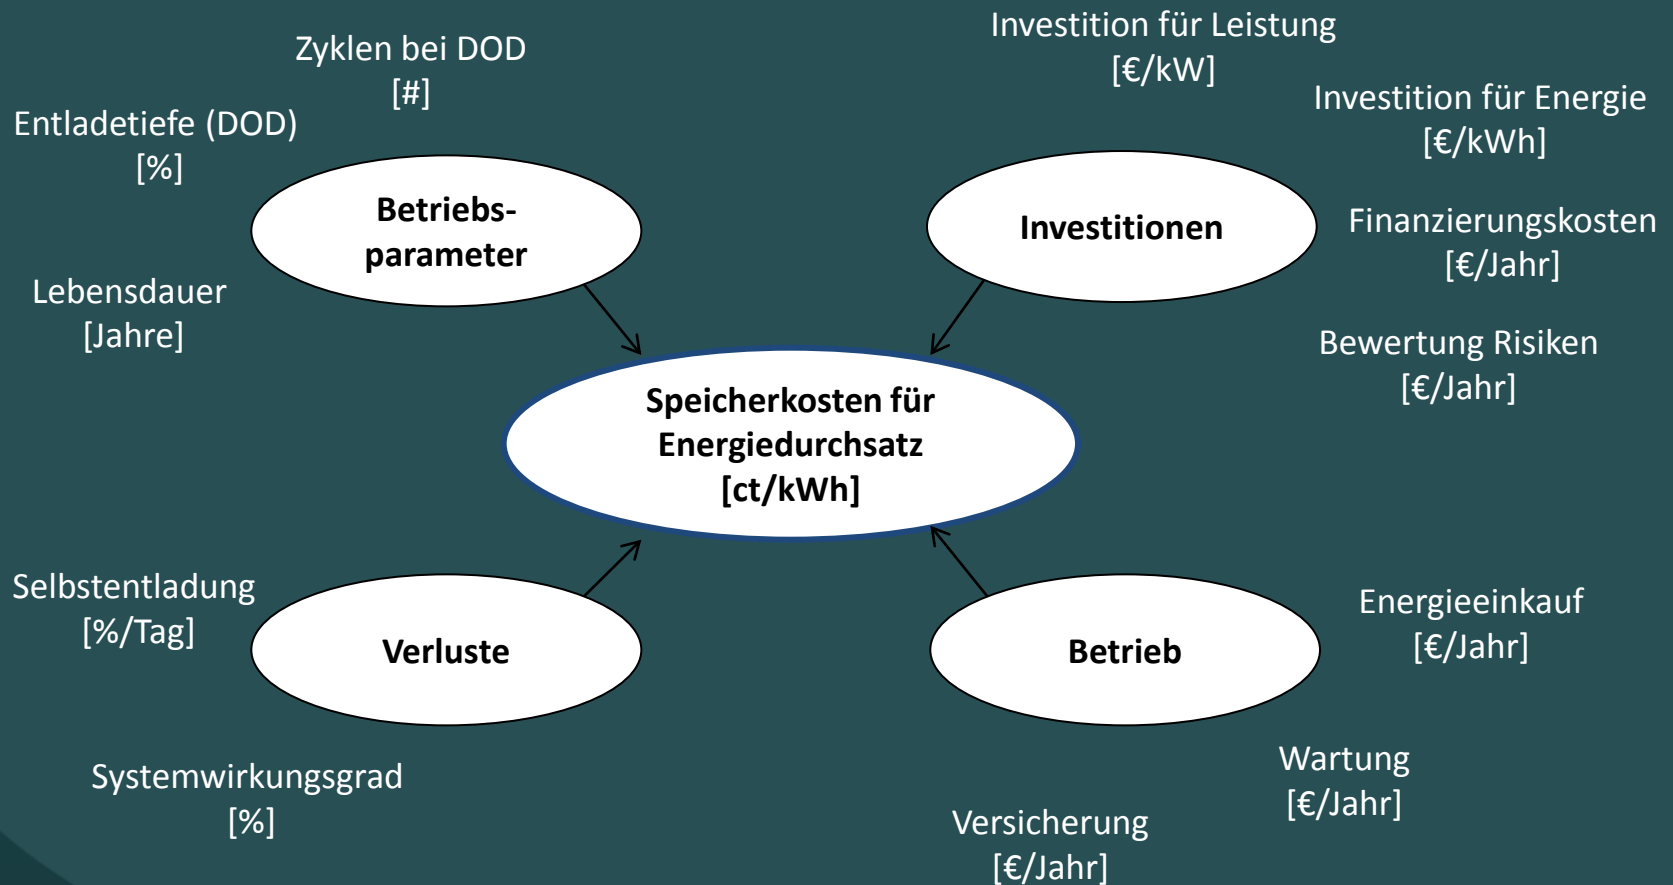 Zyklen bei DOD
[#]
Entladetiefe (DOD)
[%]
Betriebs-
parameter
Lebensdauer
[Jahre]
Investition für Leistung
[€/kW]
Investition für Energie
[€/kWh]
Investitionen
Finanzierungskosten
[€/Jahr]
Bewertung Risiken
[€/Jahr]
Speicherkosten für
Energiedurchsatz
[ct/kWh]
Selbstentladung
[%/Tag]
Verluste
Systemwirkungsgrad
[%]
Betrieb
Energieeinkauf
[€/Jahr]
Wartung
[€/Jahr]
Versicherung
[€/Jahr]